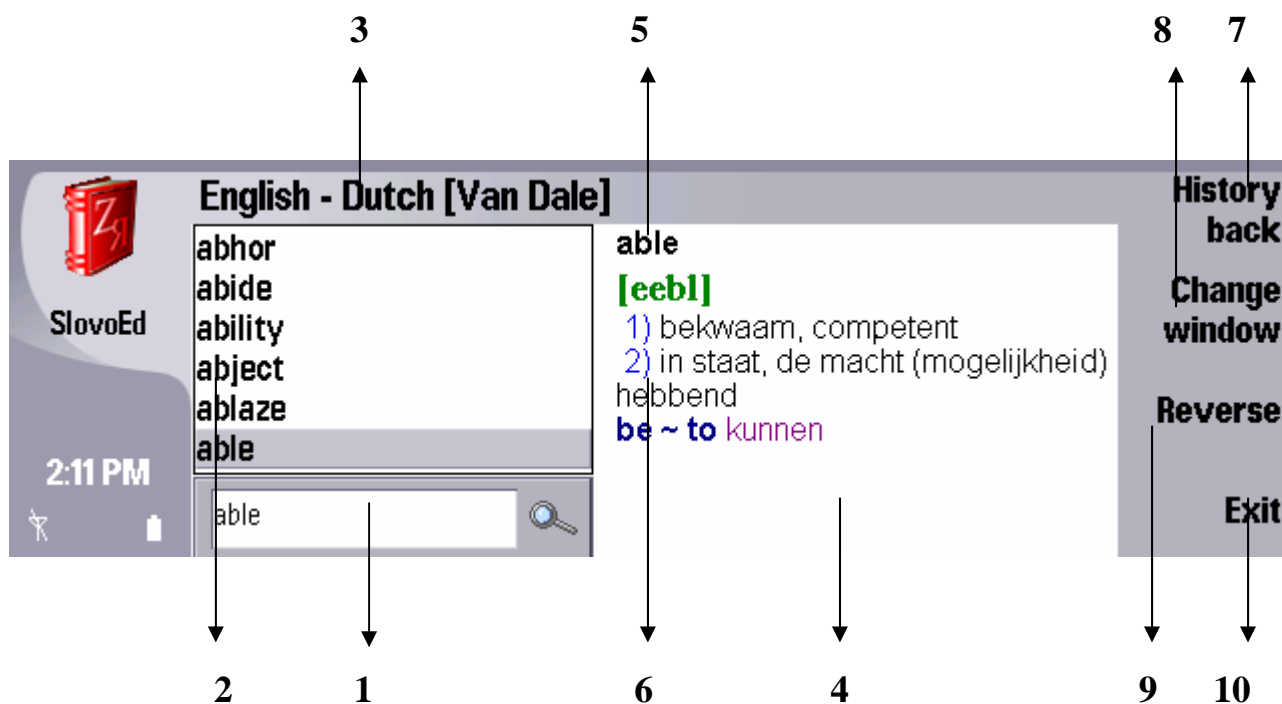 3 5 8 7
English - Dutch [Van Dale]
SlovoEd
2:11 PM
abhor
abide
ability
abject
ablaze
able
able
able
[eebl]
1) bekwaam, competent
2) in staat, de macht (mogelijkheid)
hebbend
be ~ to kunnen
History
back
Change
window
Reverse
Exit
2 1 6 4 9 10